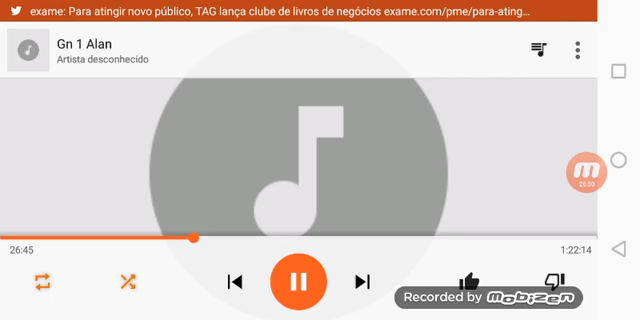 exame: Para atingir novo público, TAG lança clube de livros de negócios exame.com/pme/para-ating...
Gn 1 Alan
Artista desconhecido
26:50
26:45
1:22:14
Recorded by mobizen